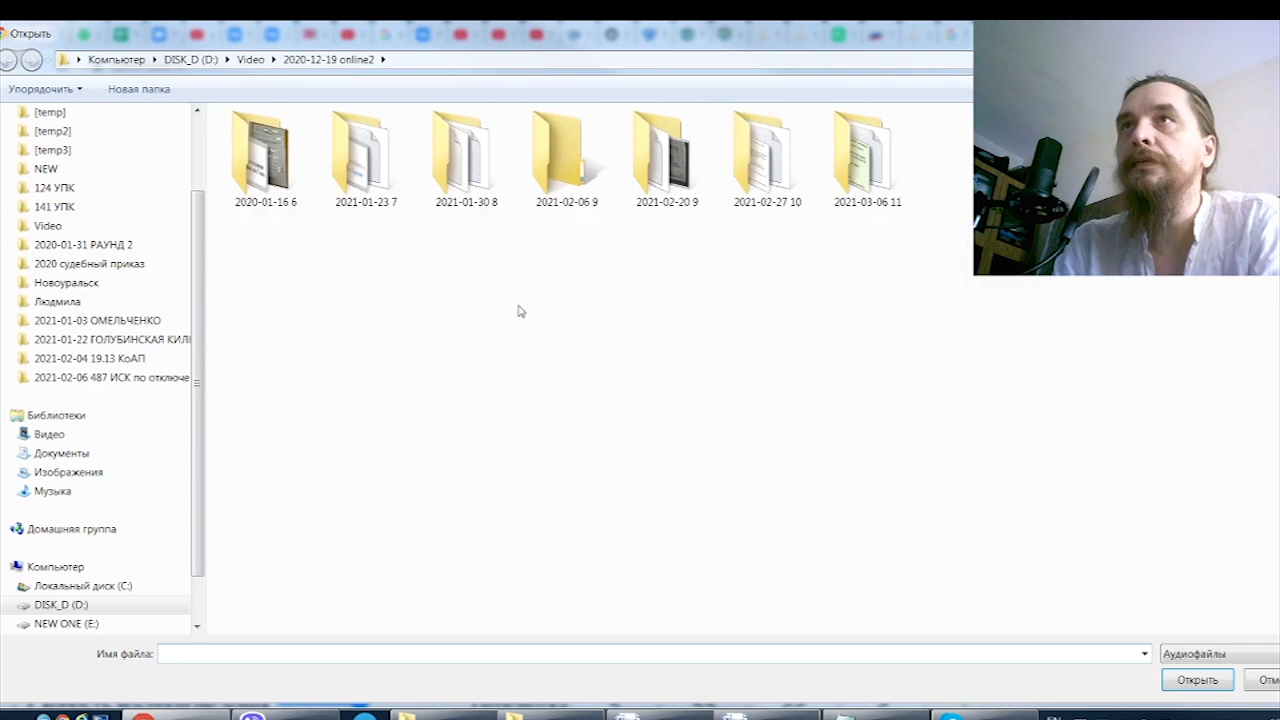 Открыть
Компьютер DISK_D (D:) Video 2020-12-19 online2
Упорядочить Новая папка
[temp]
[temp2]
[temp3]
NEW
124 УПК
141 УПК
Video
2020-01-31 РАУНД 2
2020 судебный приказ
Новоуральск
Людмила
2021-01-03 ОМЕЛЬЧЕНКО
2021-01-22 ГОЛУБИНСКАЯ КИЛ
2021-02-04 19.13 КоАП
2021-02-06 487 ИСК по отключе
Библиотеки
Видео
Документы
Изображения
Музыка
Домашняя группа
Компьютер
Локальный диск (C:)
DISK_D (D:)
NEW ONE (E:)
2020-01-16 6
2021-01-23 7
2021-01-30 8
2021-02-06 9
2021-02-20 9
2021-02-27 10
2021-03-06 11
Имя файла:
Аудиофайлы
Открыть
Отм